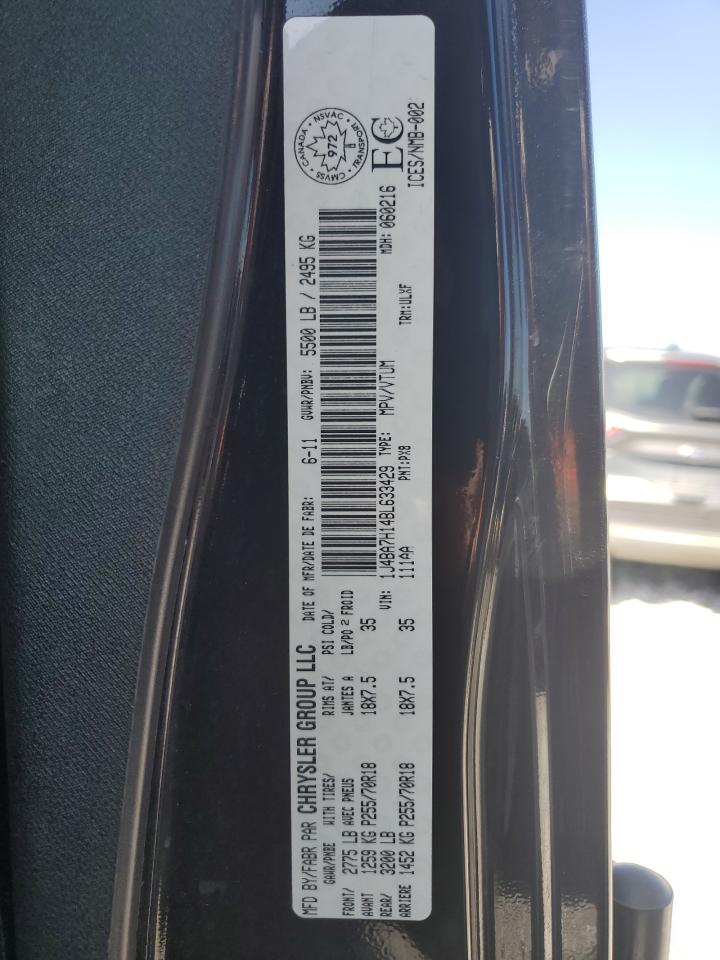 MFD BY/FABR PAR CHRYSLER GROUP LLC DATE OF MFR/DATE DE FABR: 6-11 GVWR/PNBV: 5500 LB / 2495 KG
GAWR/PNBE WITH TIRES/ RIMS AT/ PSI COLD/
FRONT/ 2775 LB AVEC PNEUS JANTES A LB/PO 2 FROID
AVANT 1259 KG P255/70R18 18X7.5 35
REAR/ 3200 LB VIN: 1J4BA7H14BL633429 TYPE: MPV/VTUM MDH: 060216
ARRIERE 1452 KG P255/70R18 18X7.5 35 111AA PNT:PX8 TRM:ULXF
CANADA • NSVAC • TRANSPORT • CMVSS •
972
EC
ICES/NMB-002